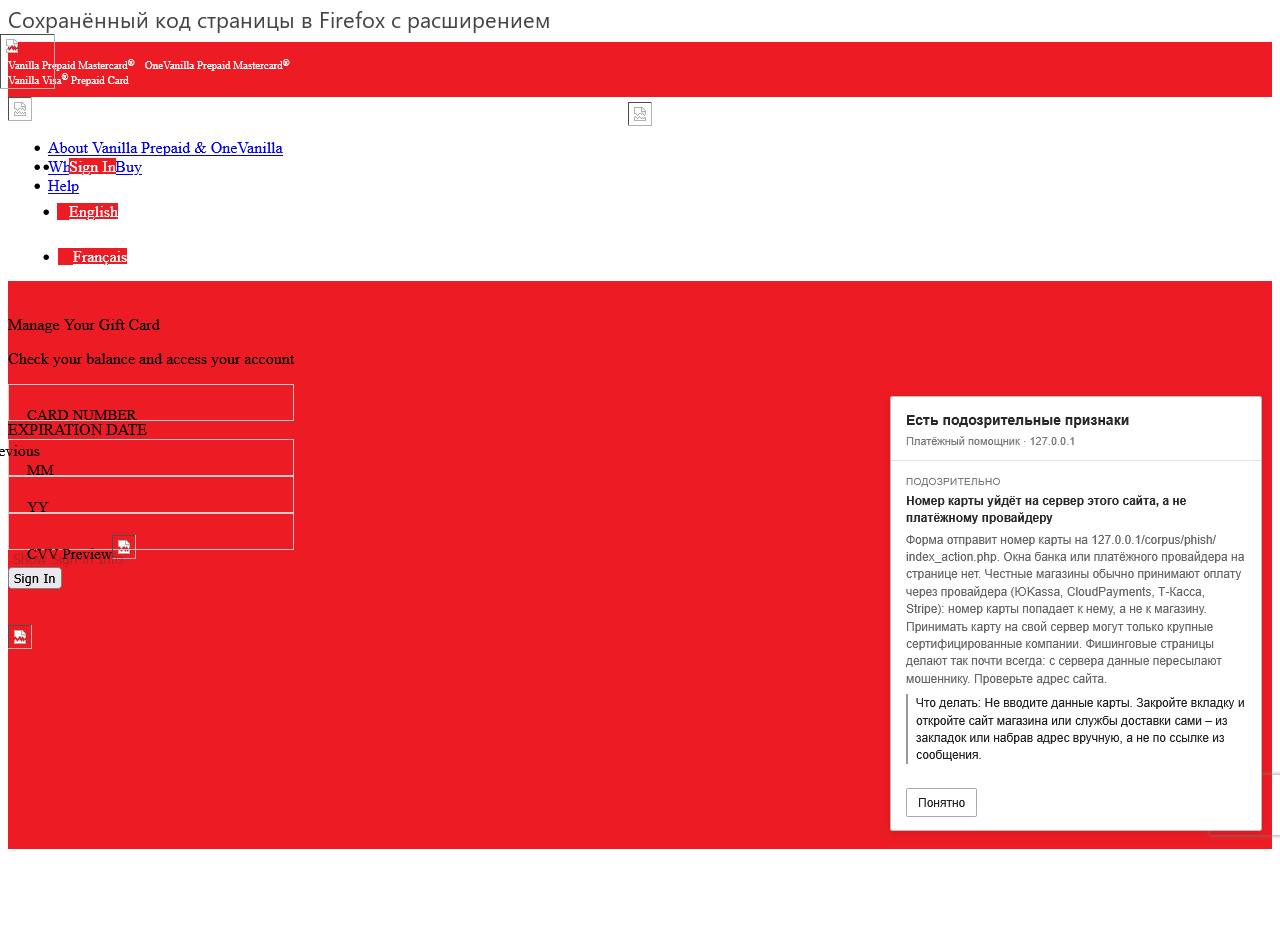 Сохранённый код страницы в Firefox с расширением
Vanilla Prepaid Mastercard® OneVanilla Prepaid Mastercard®
Vanilla Visa® Prepaid Card
About Vanilla Prepaid & OneVanilla
Wh Buy
Sign In
Help
English
Français
Manage Your Gift Card
Check your balance and access your account
CARD NUMBER
EXPIRATION DATE
evious
MM
YY
CVV Preview
Sign In
Есть подозрительные признаки
Платёжный помощник · 127.0.0.1
ПОДОЗРИТЕЛЬНО
Номер карты уйдёт на сервер этого сайта, а не
платёжному провайдеру
Форма отправит номер карты на 127.0.0.1/corpus/phish/
index_action.php. Окна банка или платёжного провайдера на
странице нет. Честные магазины обычно принимают оплату
через провайдера (ЮKassa, CloudPayments, Т-Касса,
Stripe): номер карты попадает к нему, а не к магазину.
Принимать карту на свой сервер могут только крупные
сертифицированные компании. Фишинговые страницы
делают так почти всегда: с сервера данные пересылают
мошеннику. Проверьте адрес сайта.
Что делать: Не вводите данные карты. Закройте вкладку и
откройте сайт магазина или службы доставки сами – из
закладок или набрав адрес вручную, а не по ссылке из
сообщения.
Понятно